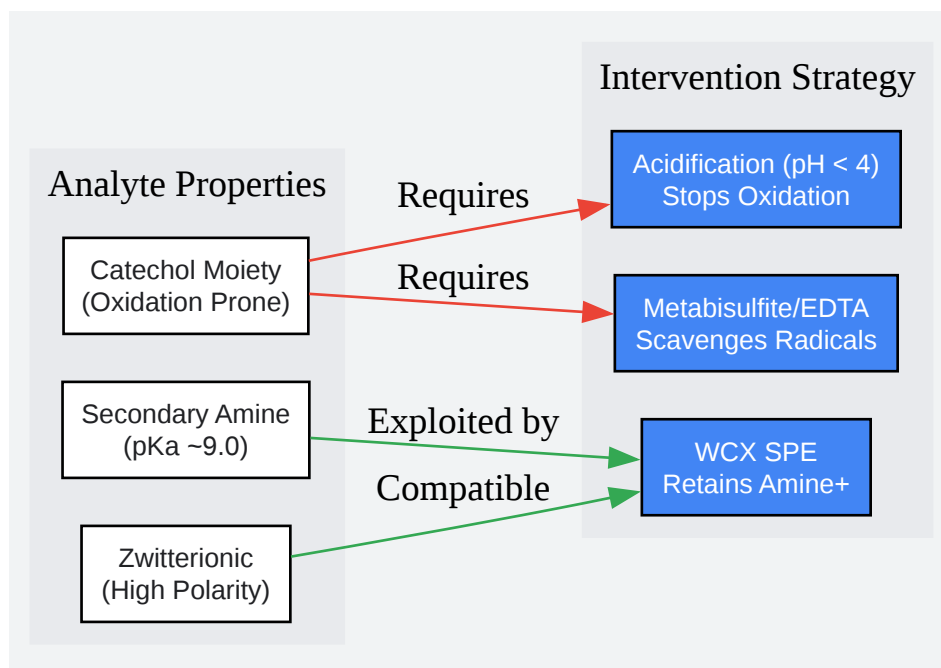 Analyte Properties
Catechol Moiety
(Oxidation Prone)
Secondary Amine
(pKa ~9.0)
Zwitterionic
(High Polarity)
Requires
Requires
Exploited by
Compatible
Intervention Strategy
Acidification (pH < 4)
Stops Oxidation
Metabisulfite/EDTA
Scavenges Radicals
WCX SPE
Retains Amine+